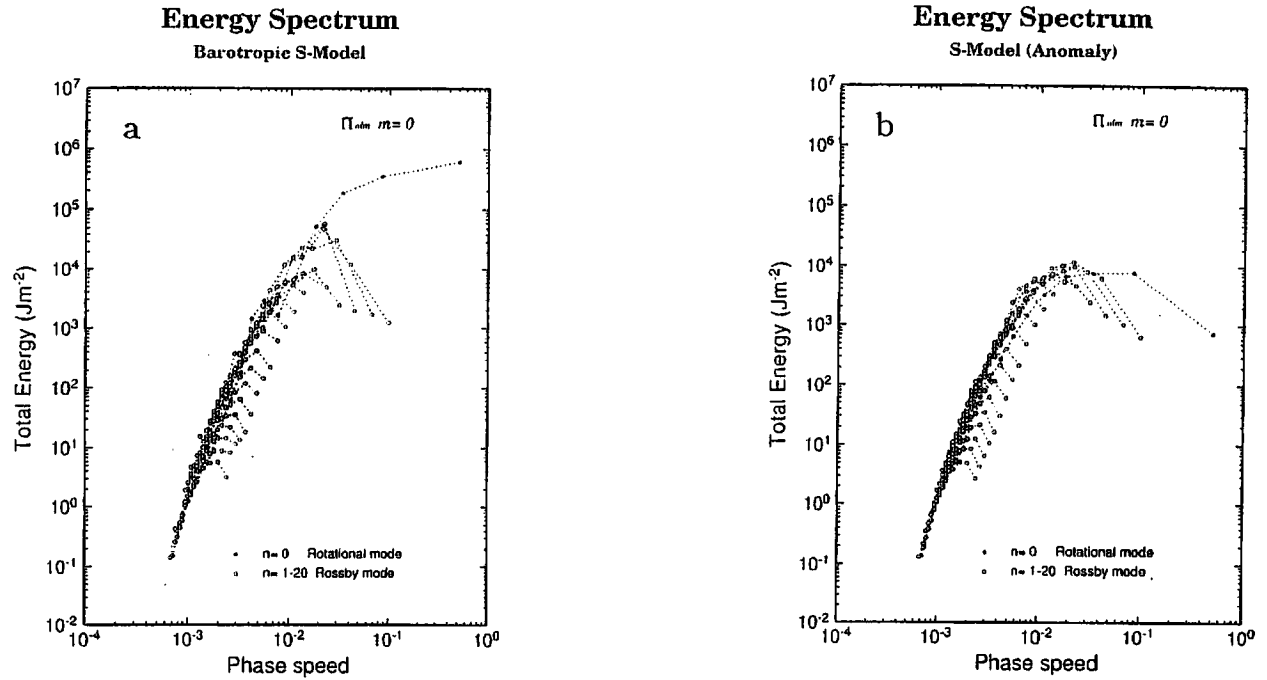 Energy Spectrum
Barotropic S-Model
a
m= 0
10⁷
10⁶
10⁵
10⁴
10³
10²
10¹
10⁰
10⁻¹
10⁻²
Total Energy (Jm⁻²)
n= 0 Rotational mode
n= 1-20 Rossby mode
10⁻⁴ 10⁻³ 10⁻² 10⁻¹ 10⁰
Phase speed
Energy Spectrum
S-Model (Anomaly)
b
m= 0
10⁷
10⁶
10⁵
10⁴
10³
10²
10¹
10⁰
10⁻¹
10⁻²
Total Energy (Jm⁻²)
n= 0 Rotational mode
n= 1-20 Rossby mode
10⁻⁴ 10⁻³ 10⁻² 10⁻¹ 10⁰
Phase speed